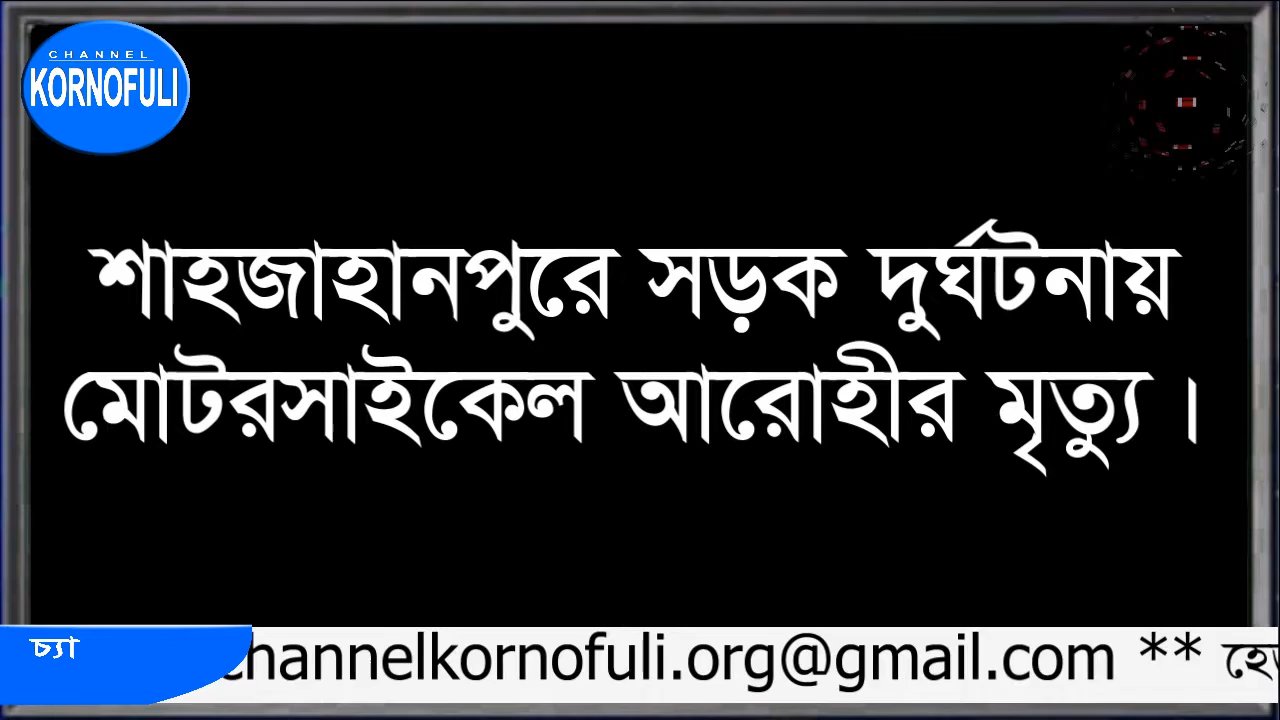 CHANNEL
KORNOFULI
শাহজাহানপুরে সড়ক দুর্ঘটনায়
মোটরসাইকেল আরোহীর মৃত্যু।
চ্যা
channelkornofuli.org@gmail.com **